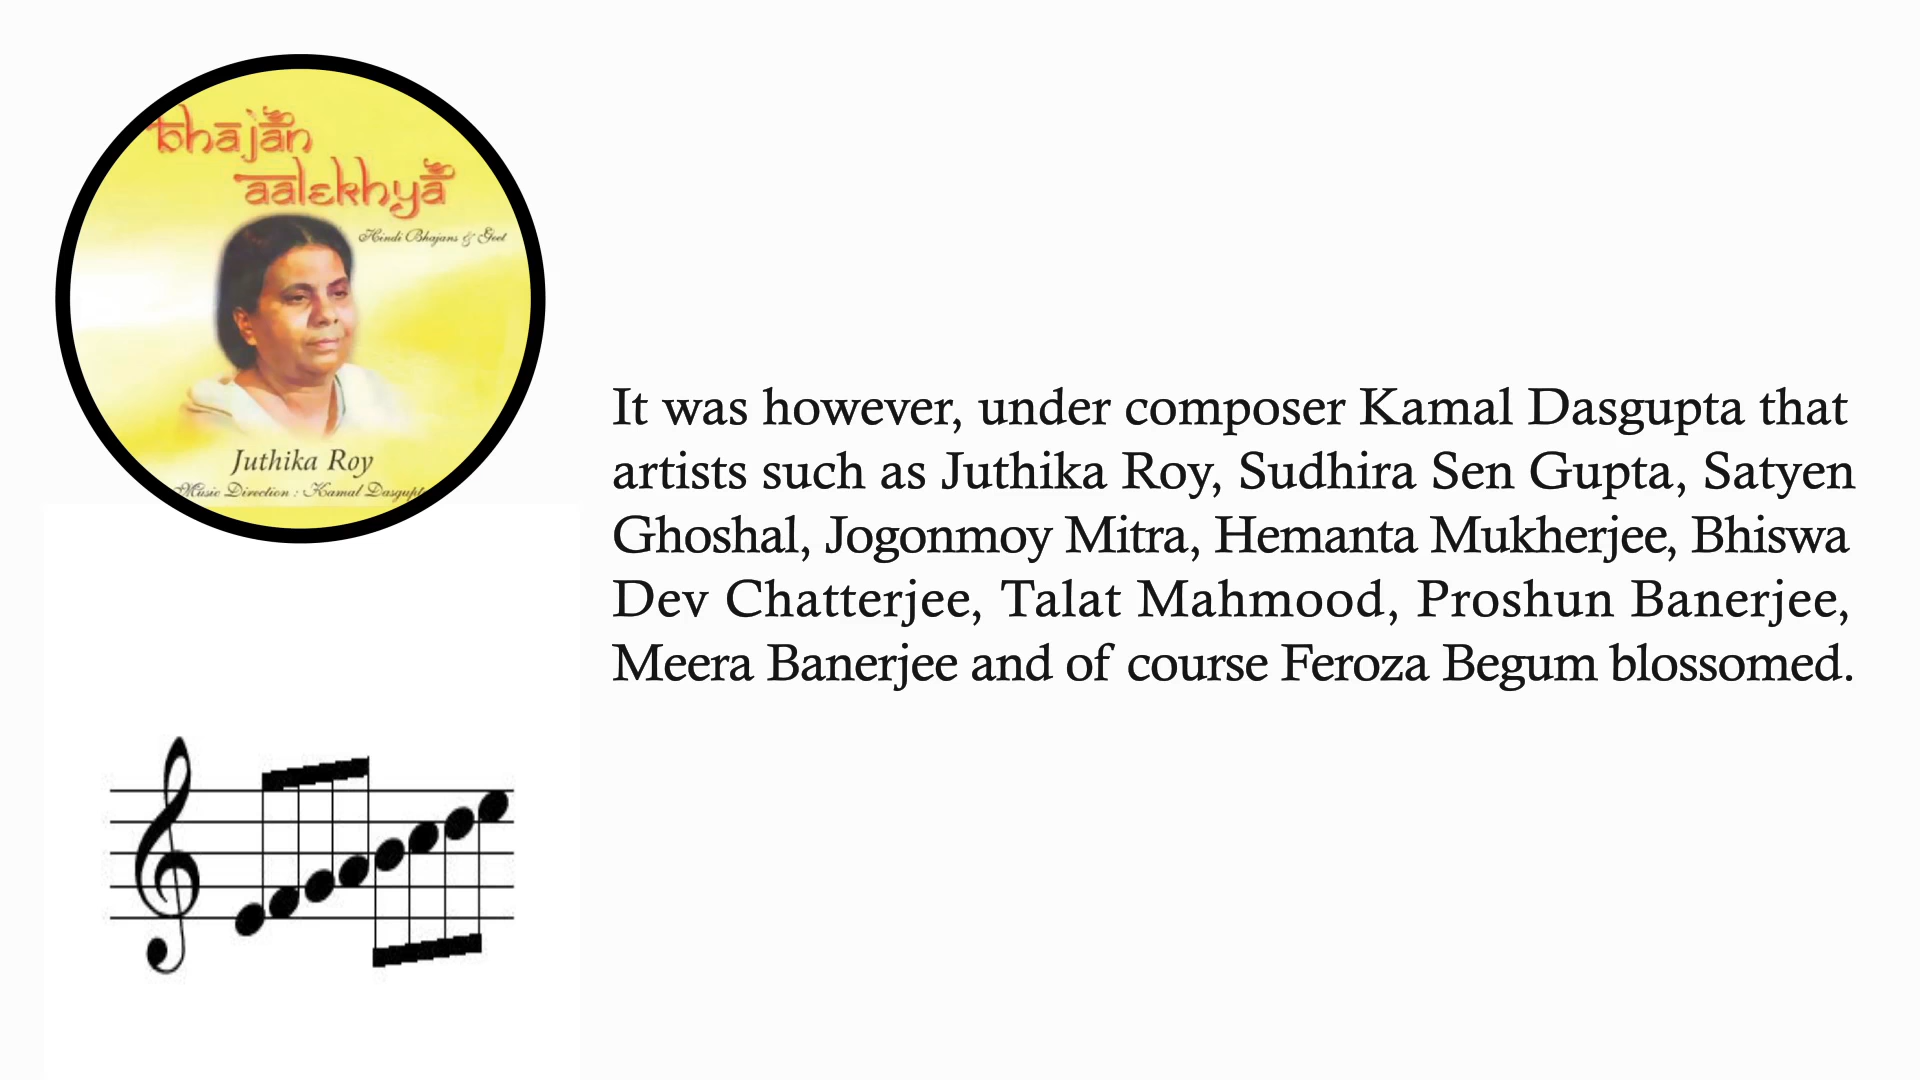 bhajan
aalekhya
Hindi Bhajans & Geet
Juthika Roy
Music Direction : Kamal Dasgupta
It was however, under composer Kamal Dasgupta that
artists such as Juthika Roy, Sudhira Sen Gupta, Satyen
Ghoshal, Jogonmoy Mitra, Hemanta Mukherjee, Bhiswa
Dev Chatterjee, Talat Mahmood, Proshun Banerjee,
Meera Banerjee and of course Feroza Begum blossomed.